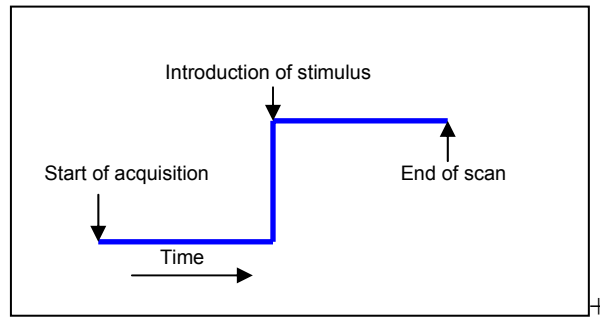 Introduction of stimulus
Start of acquisition
End of scan
Time